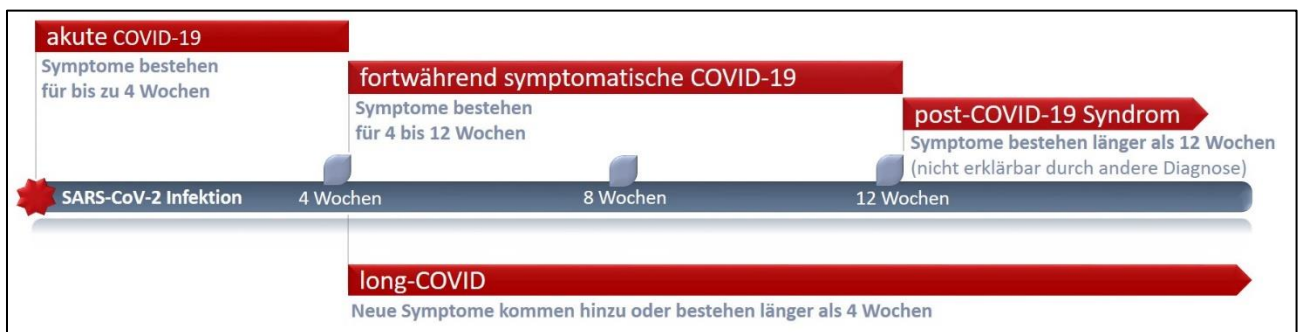 akute COVID-19
Symptome bestehen
für bis zu 4 Wochen
fortwährend symptomatische COVID-19
Symptome bestehen
für 4 bis 12 Wochen
post-COVID-19 Syndrom
Symptome bestehen länger als 12 Wochen
(nicht erklärbar durch andere Diagnose)
SARS-CoV-2 Infektion
4 Wochen
8 Wochen
12 Wochen
long-COVID
Neue Symptome kommen hinzu oder bestehen länger als 4 Wochen